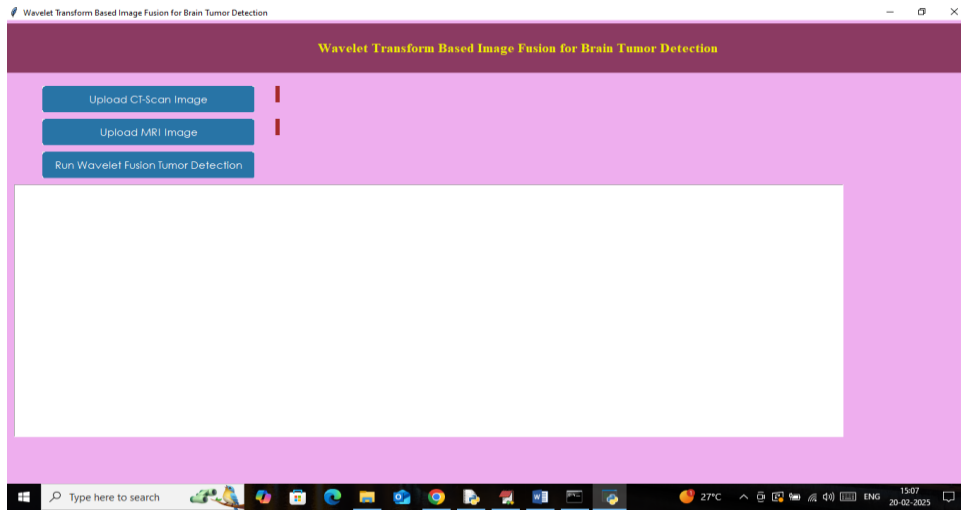 Wavelet Transform Based Image Fusion for Brain Tumor Detection
Wavelet Transform Based Image Fusion for Brain Tumor Detection
Upload CT-Scan Image
Upload MRI Image
Run Wavelet Fusion Tumor Detection
Type here to search
27°C
ENG
15:07
20-02-2025